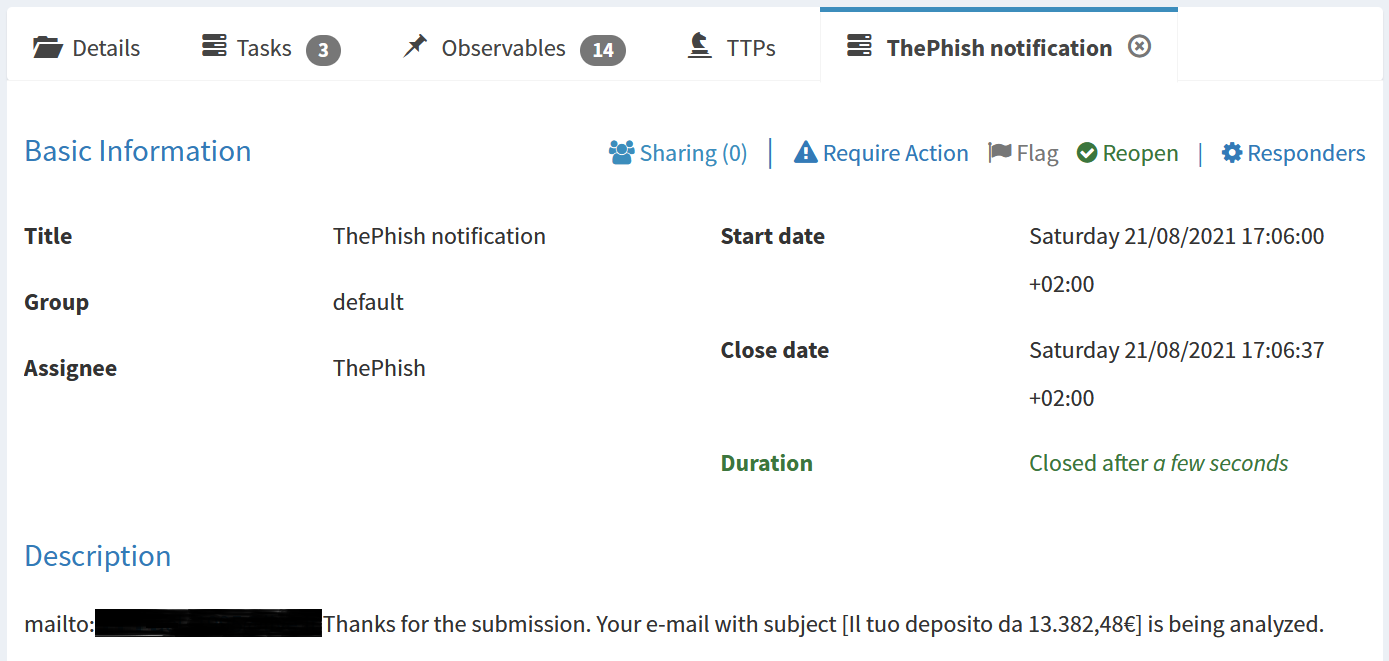 Details Tasks 3 Observables 14 TTPs ThePhish notification
Basic Information Sharing (0) | Require Action Flag Reopen | Responders
Title ThePhish notification Start date Saturday 21/08/2021 17:06:00
+02:00
Group default
Close date Saturday 21/08/2021 17:06:37
Assignee ThePhish
+02:00
Duration Closed after a few seconds
Description
mailto: Thanks for the submission. Your e-mail with subject [Il tuo deposito da 13.382,48€] is being analyzed.